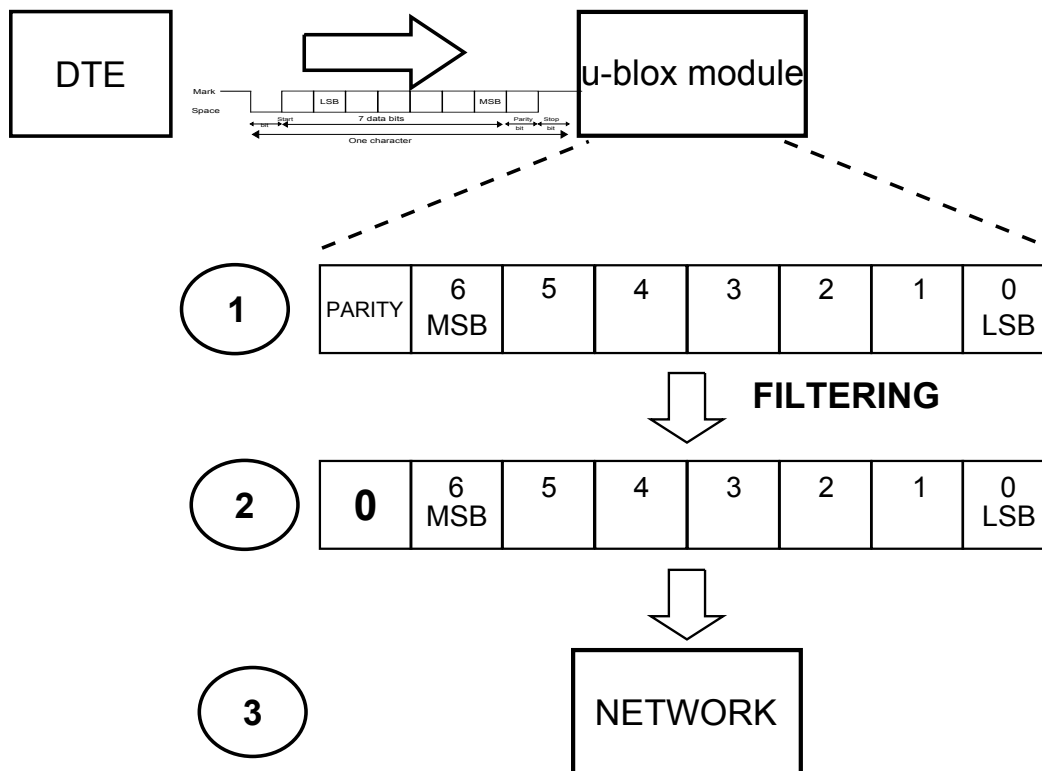 DTE
u-blox module
Mark
LSB MSB
Space
Start 7 data bits Parity Stop
bit bit bit
One character
1
PARITY 6 5 4 3 2 1 0
MSB LSB
FILTERING
2
0 6 5 4 3 2 1 0
MSB LSB
3
NETWORK